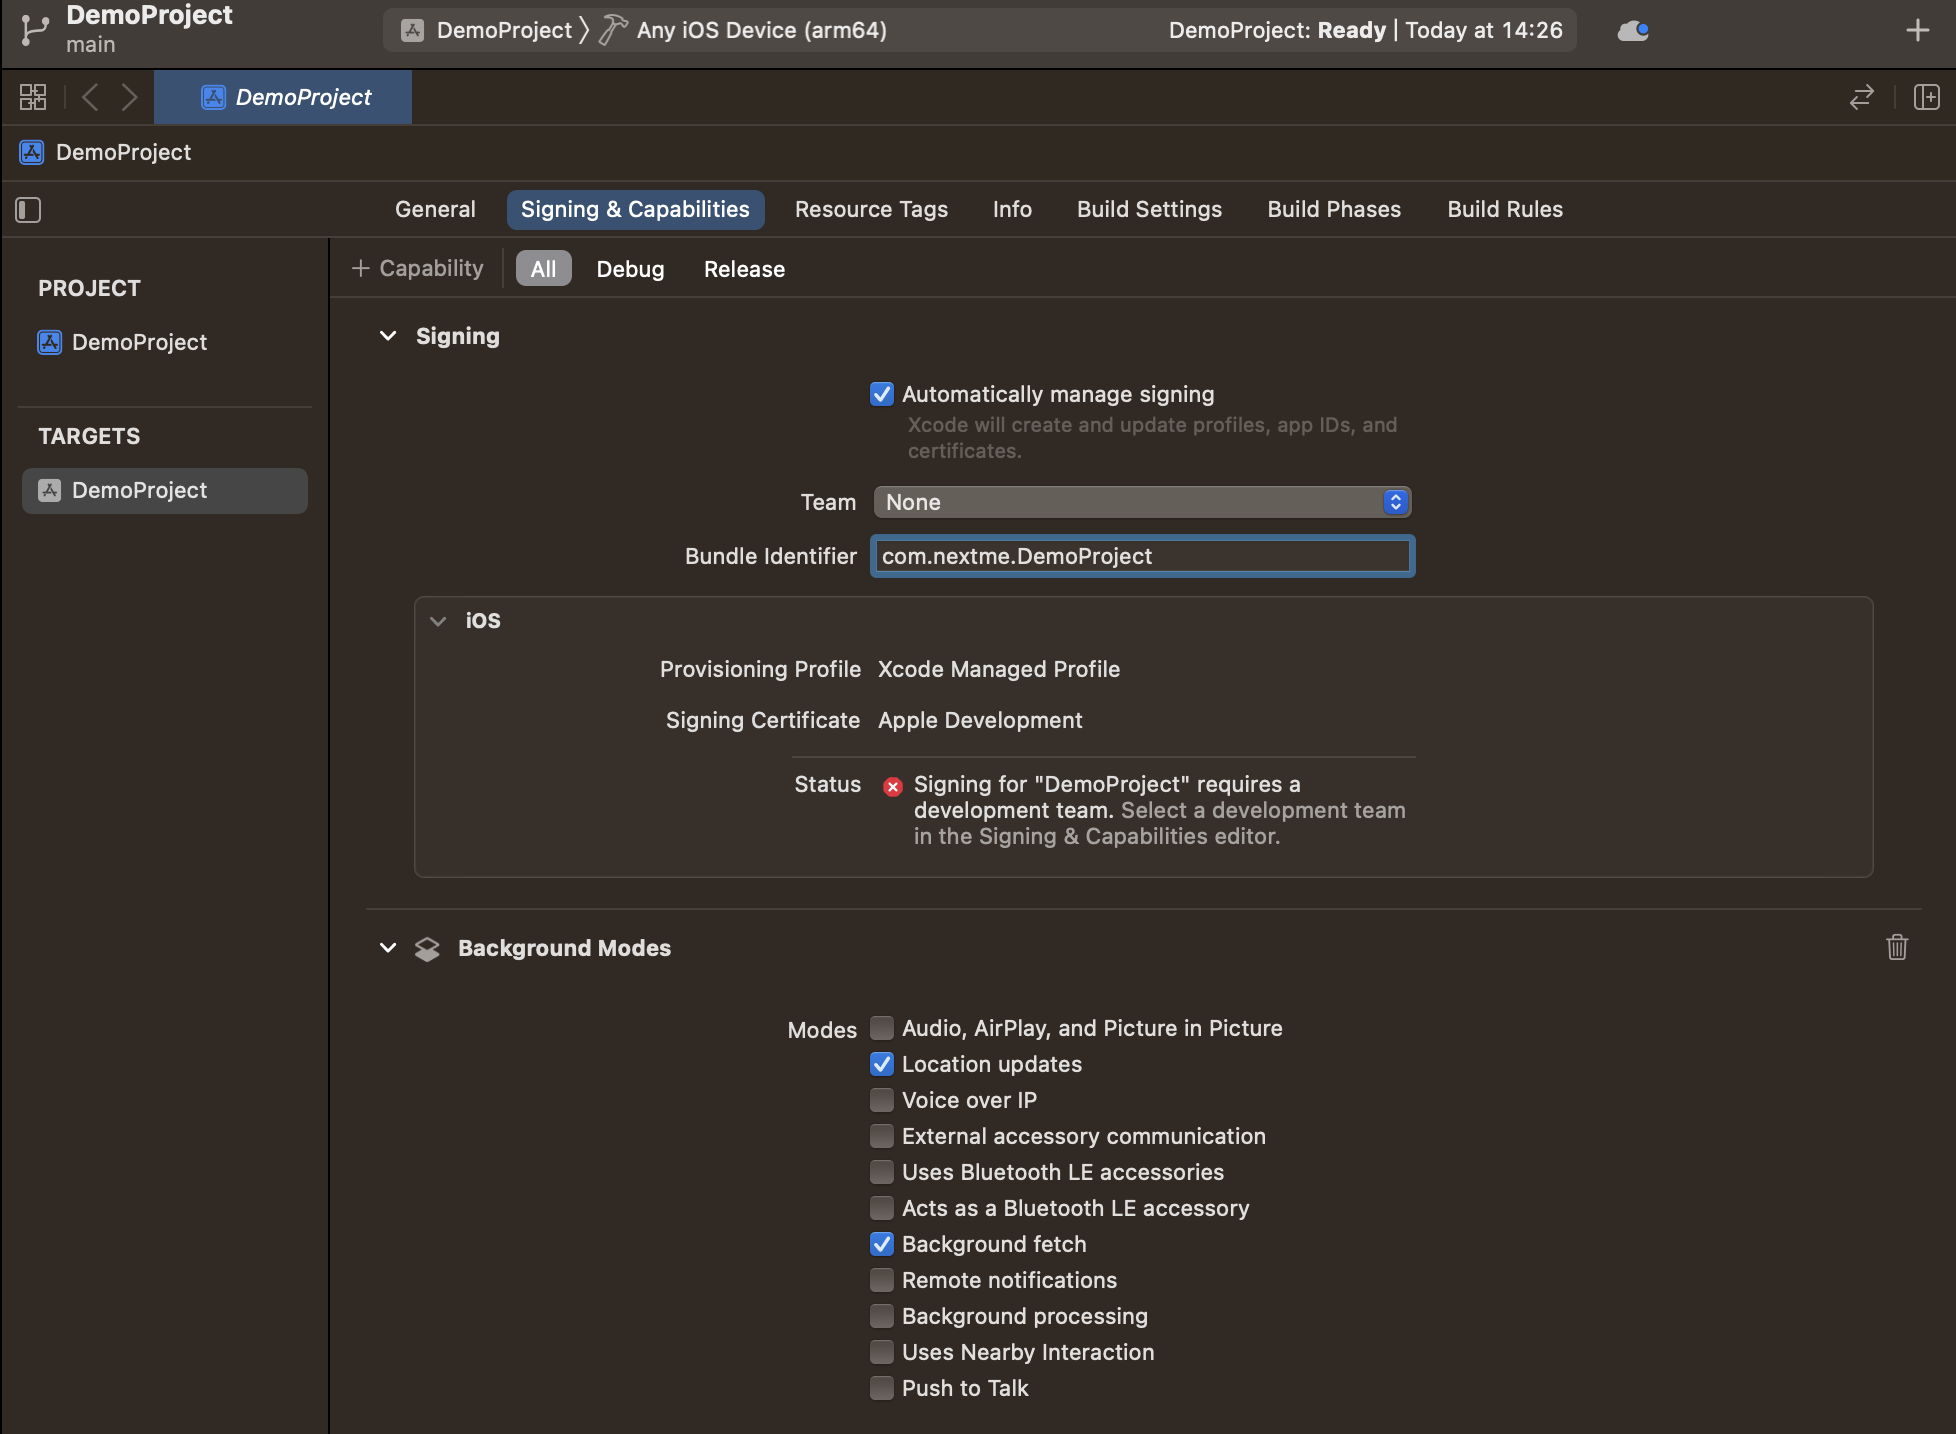 DemoProject
main
DemoProject
Any iOS Device (arm64)
DemoProject: Ready | Today at 14:26
DemoProject
DemoProject
General
Signing & Capabilities
Resource Tags
Info
Build Settings
Build Phases
Build Rules
PROJECT
DemoProject
TARGETS
DemoProject
+ Capability
All
Debug
Release
Signing
Automatically manage signing
Xcode will create and update profiles, app IDs, and
certificates.
Team
None
Bundle Identifier
com.nextme.DemoProject
iOS
Provisioning Profile
Xcode Managed Profile
Signing Certificate
Apple Development
Status
Signing for "DemoProject" requires a
development team. Select a development team
in the Signing & Capabilities editor.
Background Modes
Modes
Audio, AirPlay, and Picture in Picture
Location updates
Voice over IP
External accessory communication
Uses Bluetooth LE accessories
Acts as a Bluetooth LE accessory
Background fetch
Remote notifications
Background processing
Uses Nearby Interaction
Push to Talk